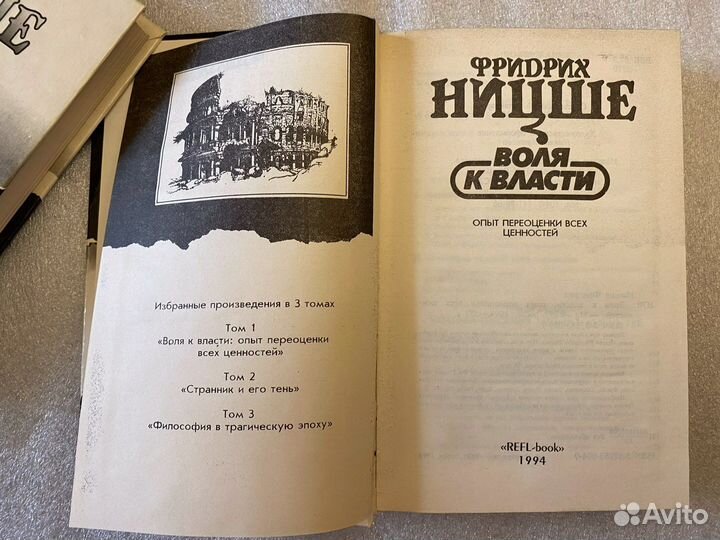 Избранные произведения в 3 томах
Том 1
«Воля к власти: опыт переоценки
всех ценностей»
Том 2
«Странник и его тень»
Том 3
«Философия в трагическую эпоху»
ФРИДРИХ
НИЦШЕ
ВОЛЯ
К ВЛАСТИ
ОПЫТ ПЕРЕОЦЕНКИ ВСЕХ
ЦЕННОСТЕЙ
«REFL-book»
1994
Avito